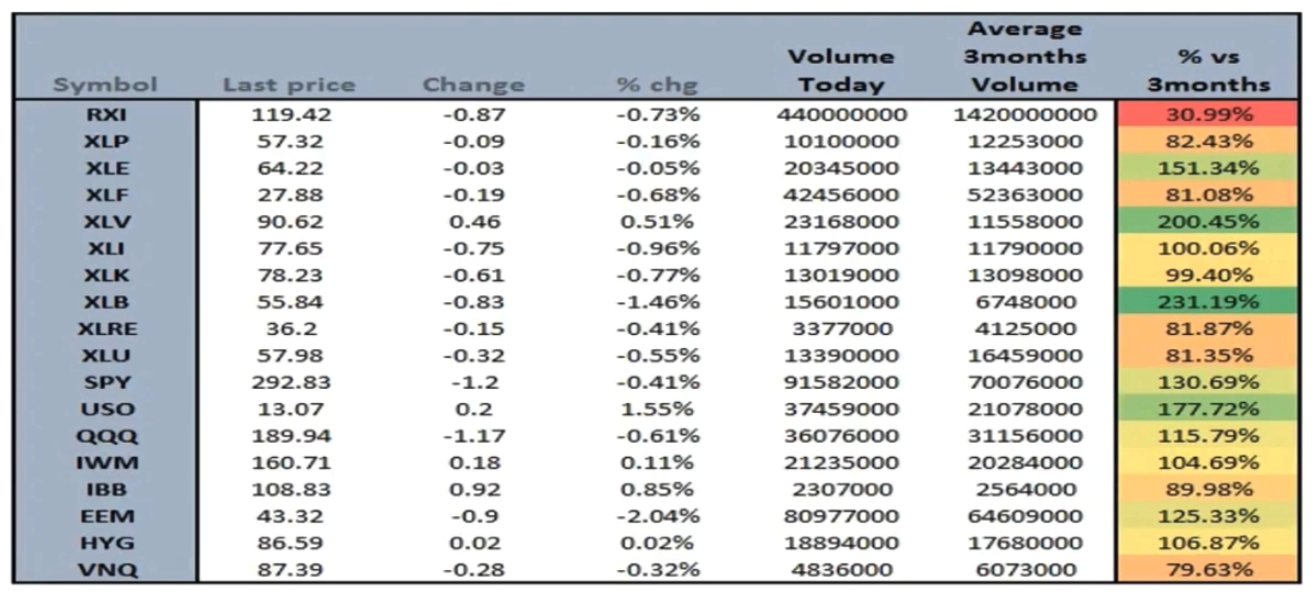 Symbol Last price Change % chg Volume Today Average 3months Volume % vs 3months
RXI 119.42 -0.87 -0.73% 440000000 1420000000 30.99%
XLP 57.32 -0.09 -0.16% 10100000 12253000 82.43%
XLE 64.22 -0.03 -0.05% 20345000 13443000 151.34%
XLF 27.88 -0.19 -0.68% 42456000 52363000 81.08%
XLV 90.62 0.46 0.51% 23168000 11558000 200.45%
XLI 77.65 -0.75 -0.96% 11797000 11790000 100.06%
XLK 78.23 -0.61 -0.77% 13019000 13098000 99.40%
XLB 55.84 -0.83 -1.46% 15601000 6748000 231.19%
XLRE 36.2 -0.15 -0.41% 3377000 4125000 81.87%
XLU 57.98 -0.32 -0.55% 13390000 16459000 81.35%
SPY 292.83 -1.2 -0.41% 91582000 70076000 130.69%
USO 13.07 0.2 1.55% 37459000 21078000 177.72%
QQQ 189.94 -1.17 -0.61% 36076000 31156000 115.79%
IWM 160.71 0.18 0.11% 21235000 20284000 104.69%
IBB 108.83 0.92 0.85% 2307000 2564000 89.98%
EEM 43.32 -0.9 -2.04% 80977000 64609000 125.33%
HYG 86.59 0.02 0.02% 18894000 17680000 106.87%
VNQ 87.39 -0.28 -0.32% 4836000 6073000 79.63%